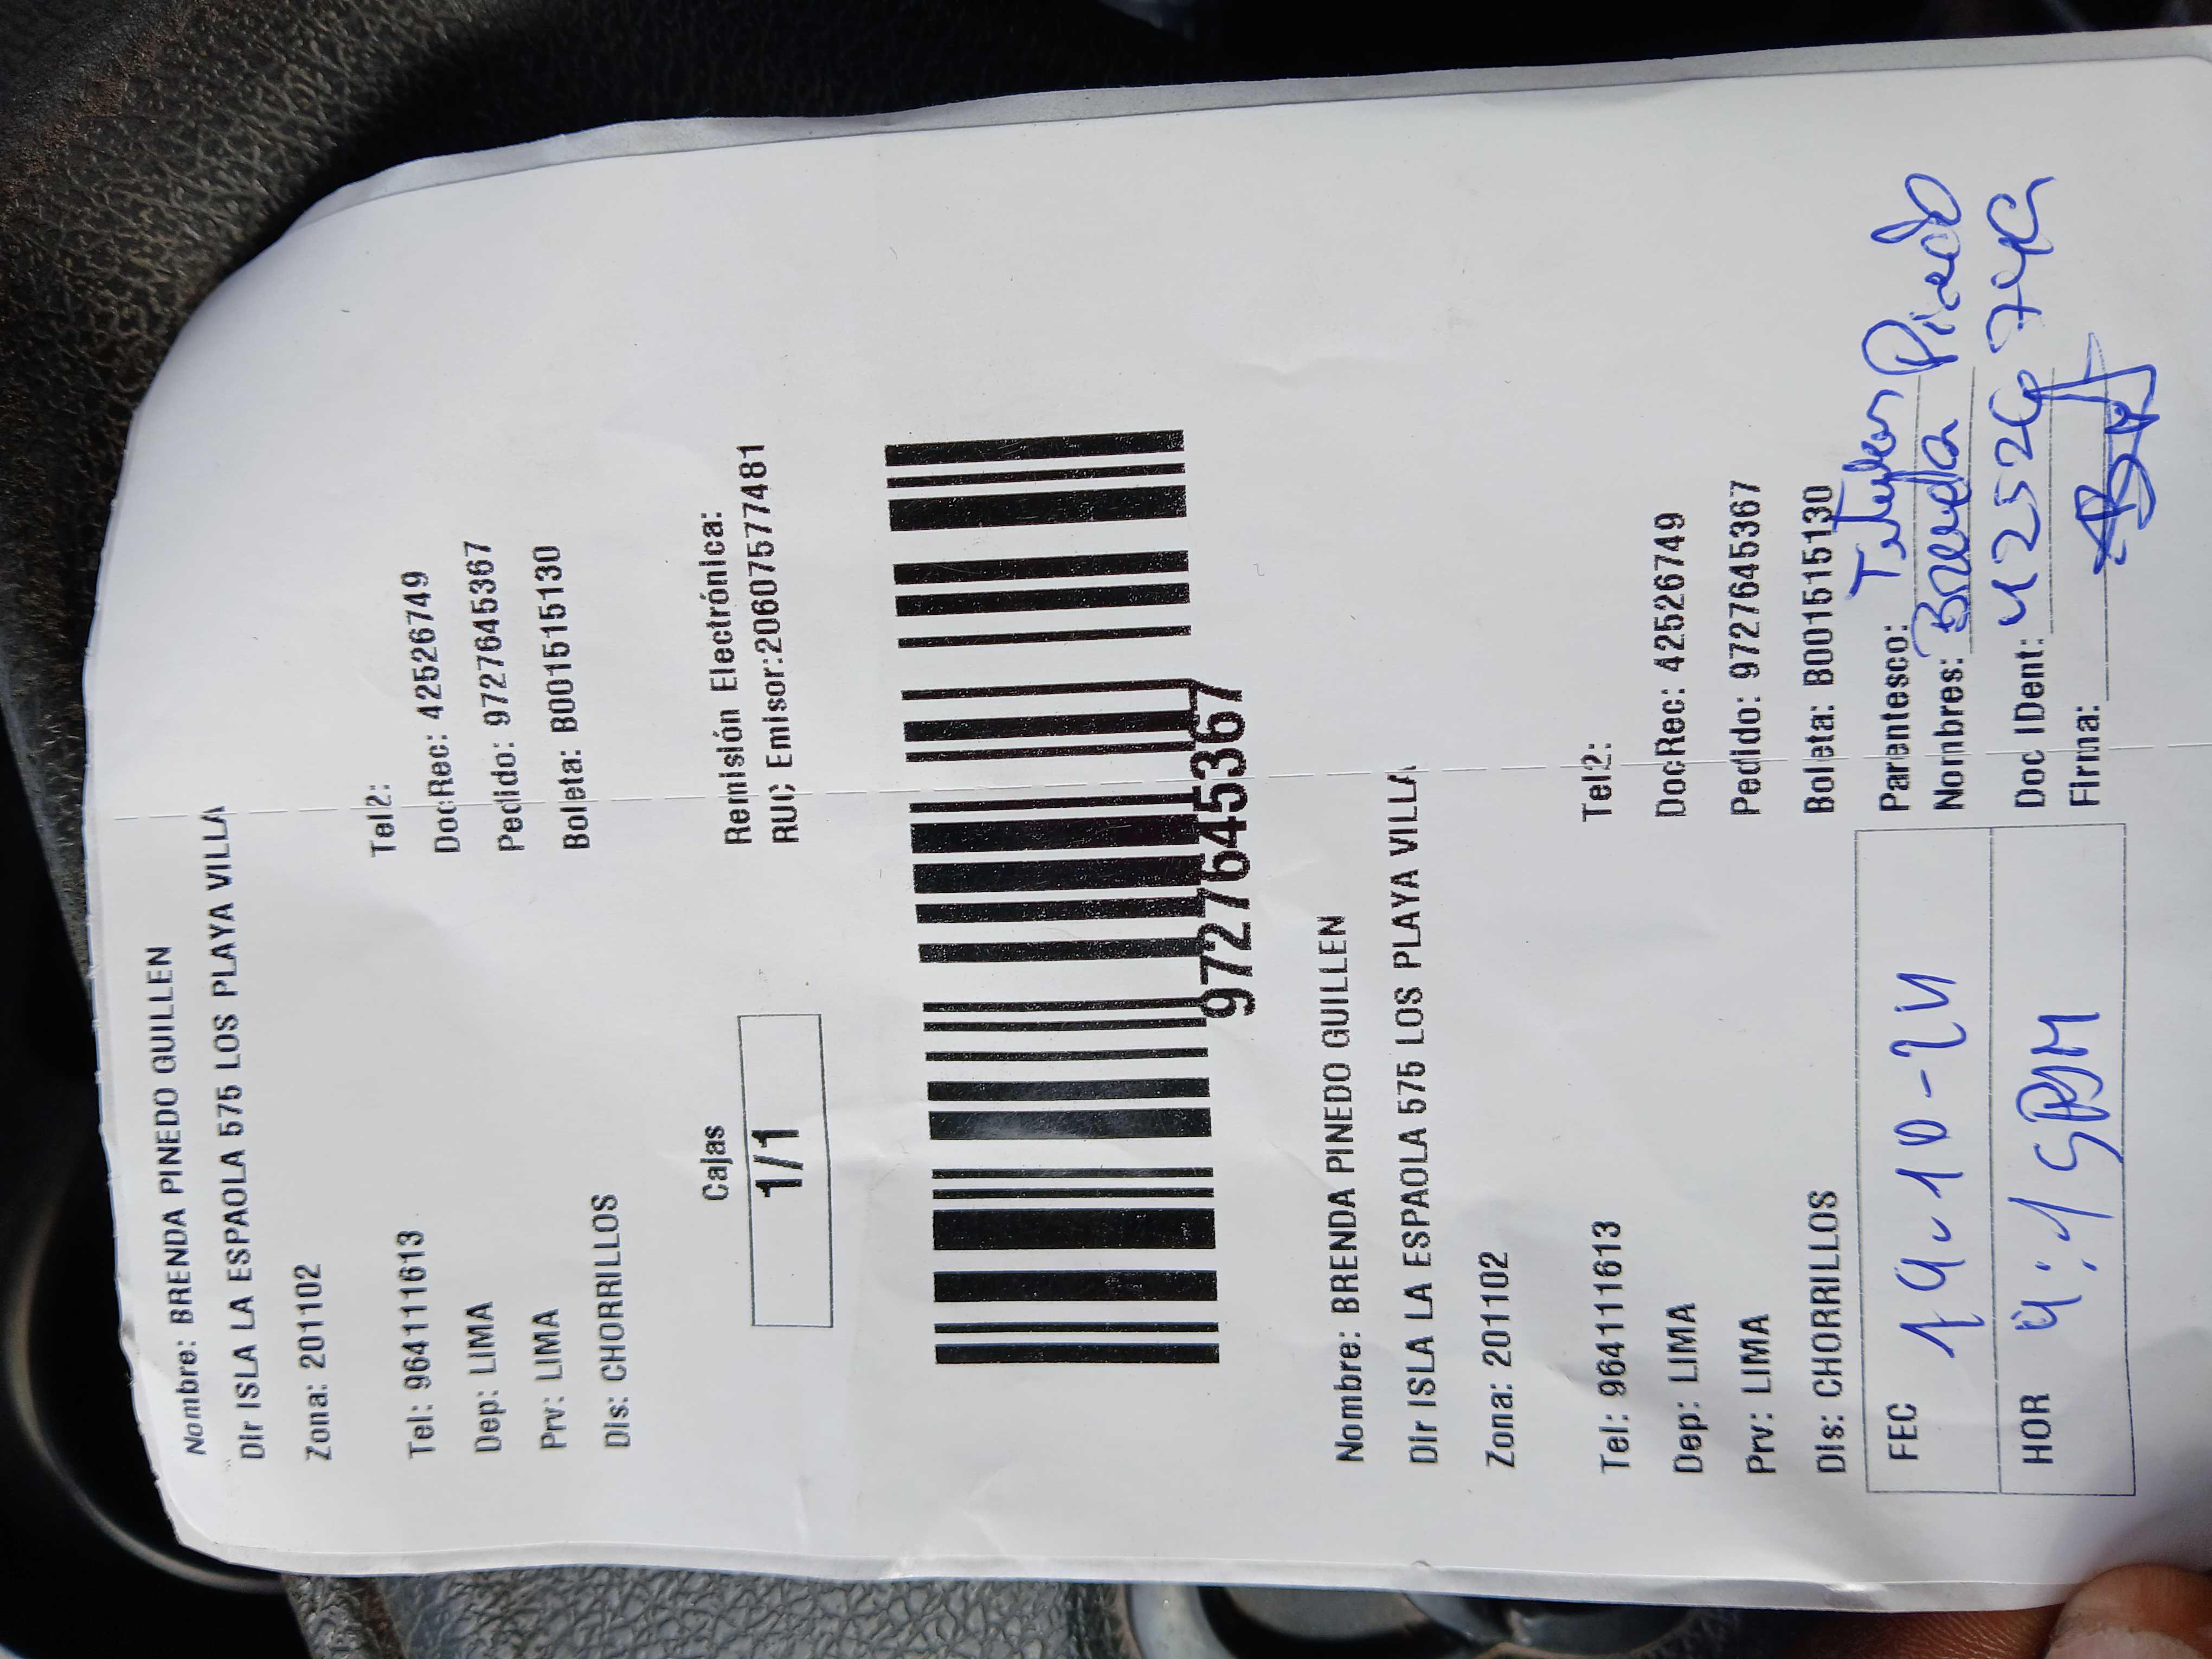 Nombre: BRENDA PINEDO GUILLEN
Dir ISLA LA ESPAOLA 575 LOS PLAYA VILLA
Zona: 201102
Tel: 964111613 Tel2:
Dep: LIMA DocRec: 42526749
Prv: LIMA Pedido: 9727645367
Dis: CHORRILLOS Boleta: B001515130
Cajas Remisión Electrónica:
1/1 RUC Emisor:20607577481
9727645367
Nombre: BRENDA PINEDO GUILLEN
Dir ISLA LA ESPAOLA 575 LOS PLAYA VILLA
Zona: 201102
Tel: 964111613 Tel2:
Dep: LIMA DocRec: 42526749
Prv: LIMA Pedido: 9727645367
Dis: CHORRILLOS Boleta: B001515130
FEC 19-10-24 Parentesco: Titular
Nombres: Brenda Pinedo
HOR 4:15PM Doc IDent: 42526749
Firma: